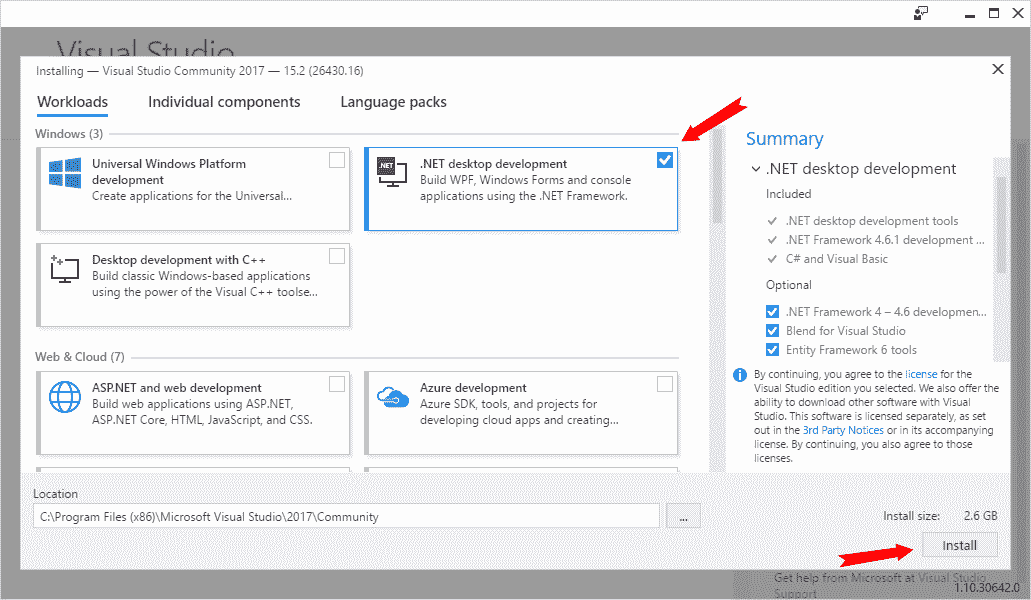 Visual Studio
Installing — Visual Studio Community 2017 — 15.2 (26430.16)
Workloads Individual components Language packs
Windows (3)
Universal Windows Platform
development
Create applications for the Universal...
.NET
.NET desktop development
Build WPF, Windows Forms and console
applications using the .NET Framework.
Desktop development with C++
Build classic Windows-based applications
using the power of the Visual C++ toolse...
Web & Cloud (7)
ASP.NET and web development
Build web applications using ASP.NET,
ASP.NET Core, HTML, JavaScript, and CSS.
Azure development
Azure SDK, tools, and projects for
developing cloud apps and creating...
Summary
.NET desktop development
Included
.NET desktop development tools
.NET Framework 4.6.1 development ...
C# and Visual Basic
Optional
.NET Framework 4 – 4.6 developmen...
Blend for Visual Studio
Entity Framework 6 tools
By continuing, you agree to the license for the
Visual Studio edition you selected. We also offer the
ability to download other software with Visual
Studio. This software is licensed separately, as set
out in the 3rd Party Notices or in its accompanying
license. By continuing, you also agree to those
licenses.
Location
C:\Program Files (x86)\Microsoft Visual Studio\2017\Community
...
Install size: 2.6 GB
Install
Get help from Microsoft at Visual Studio
Support
1.10.30642.0